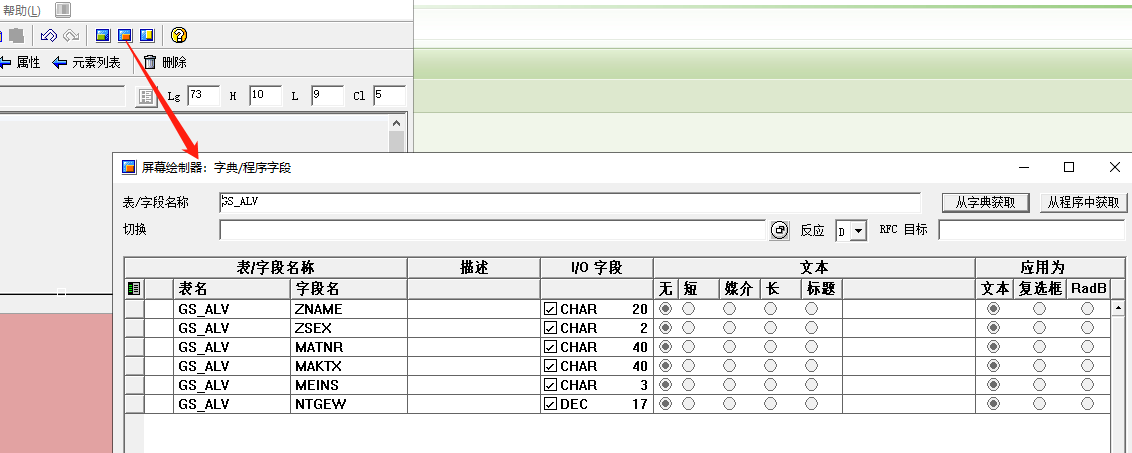 帮助(L)
属性 元素列表 删除
Lg 73 H 10 L 9 Cl 5
屏幕绘制器：字典/程序字段
表/字段名称 GS_ALV 从字典获取 从程序中获取
切换 反应 D RFC 目标
表/字段名称 描述 I/O 字段 文本 应用为
表名 字段名 无 短 媒介 长 标题 文本 复选框 RadB
GS_ALV ZNAME CHAR 20
GS_ALV ZSEX CHAR 2
GS_ALV MATNR CHAR 40
GS_ALV MAKTX CHAR 40
GS_ALV MEINS CHAR 3
GS_ALV NTGEW DEC 17